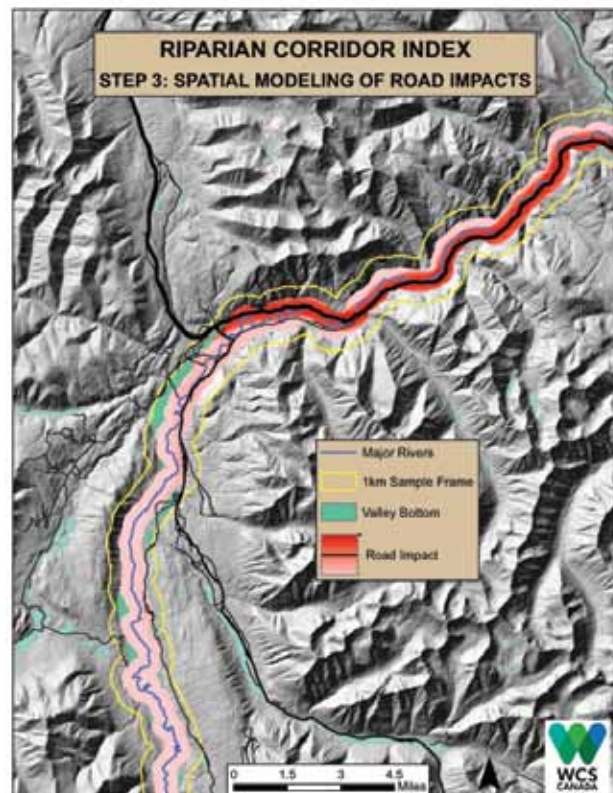 RIPARIAN CORRIDOR INDEX
STEP 3: SPATIAL MODELING OF ROAD IMPACTS
Major Rivers
1km Sample Frame
Valley Bottom
Road Impact
0 1.5 3 4.5
Miles
WCS
CANADA